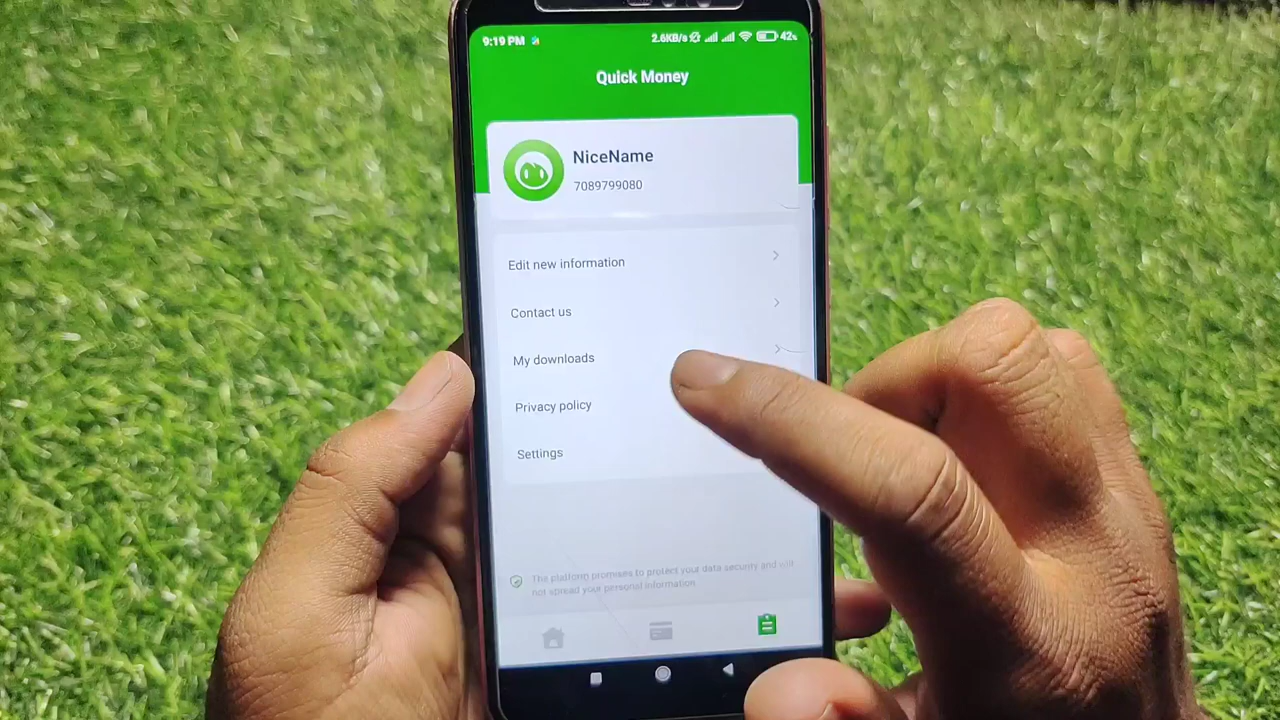 9:19 PM 2.6KB/s 42%
Quick Money
NiceName
7089799080
Edit new information
Contact us
My downloads
Privacy policy
Settings
The platform promises to protect your data security and will
not spread your personal information.